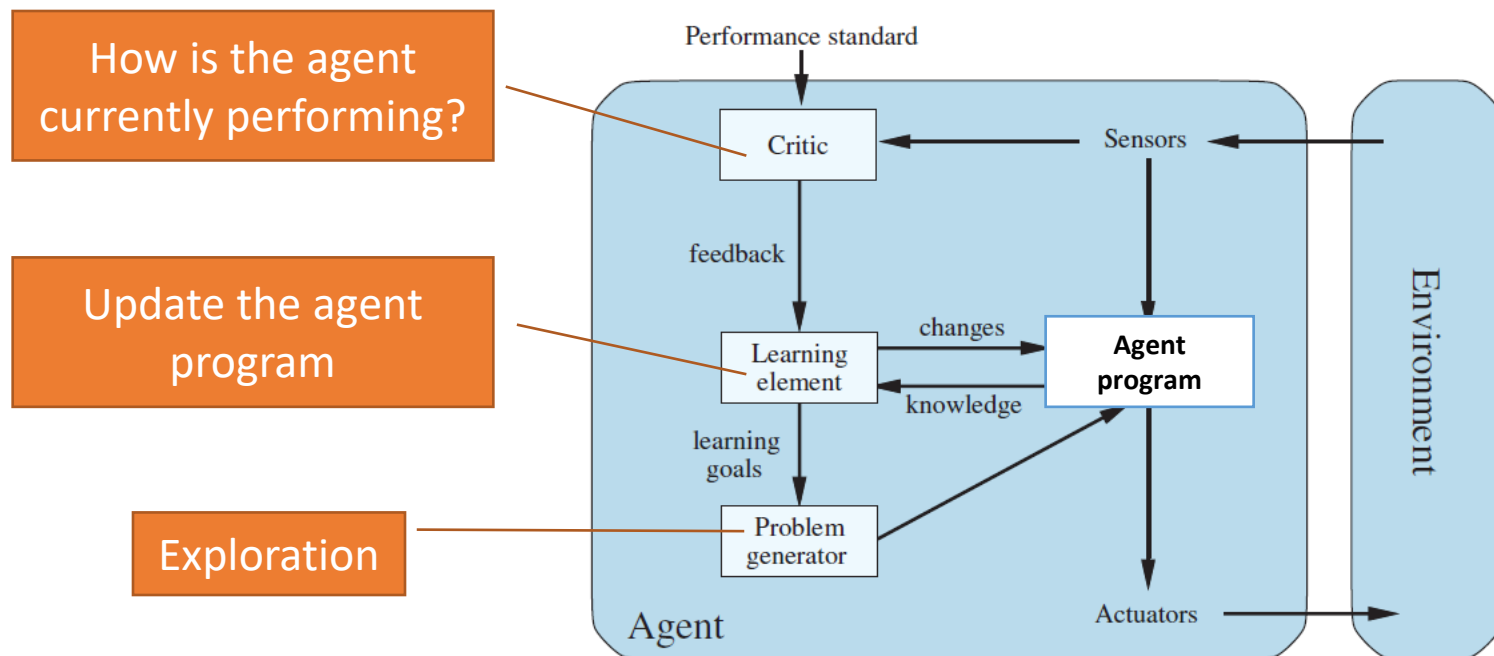 How is the agent
currently performing?
Update the agent
program
Exploration
Performance standard
Critic
Sensors
feedback
Learning
element
changes
knowledge
Agent
program
learning
goals
Problem
generator
Actuators
Agent
Environment